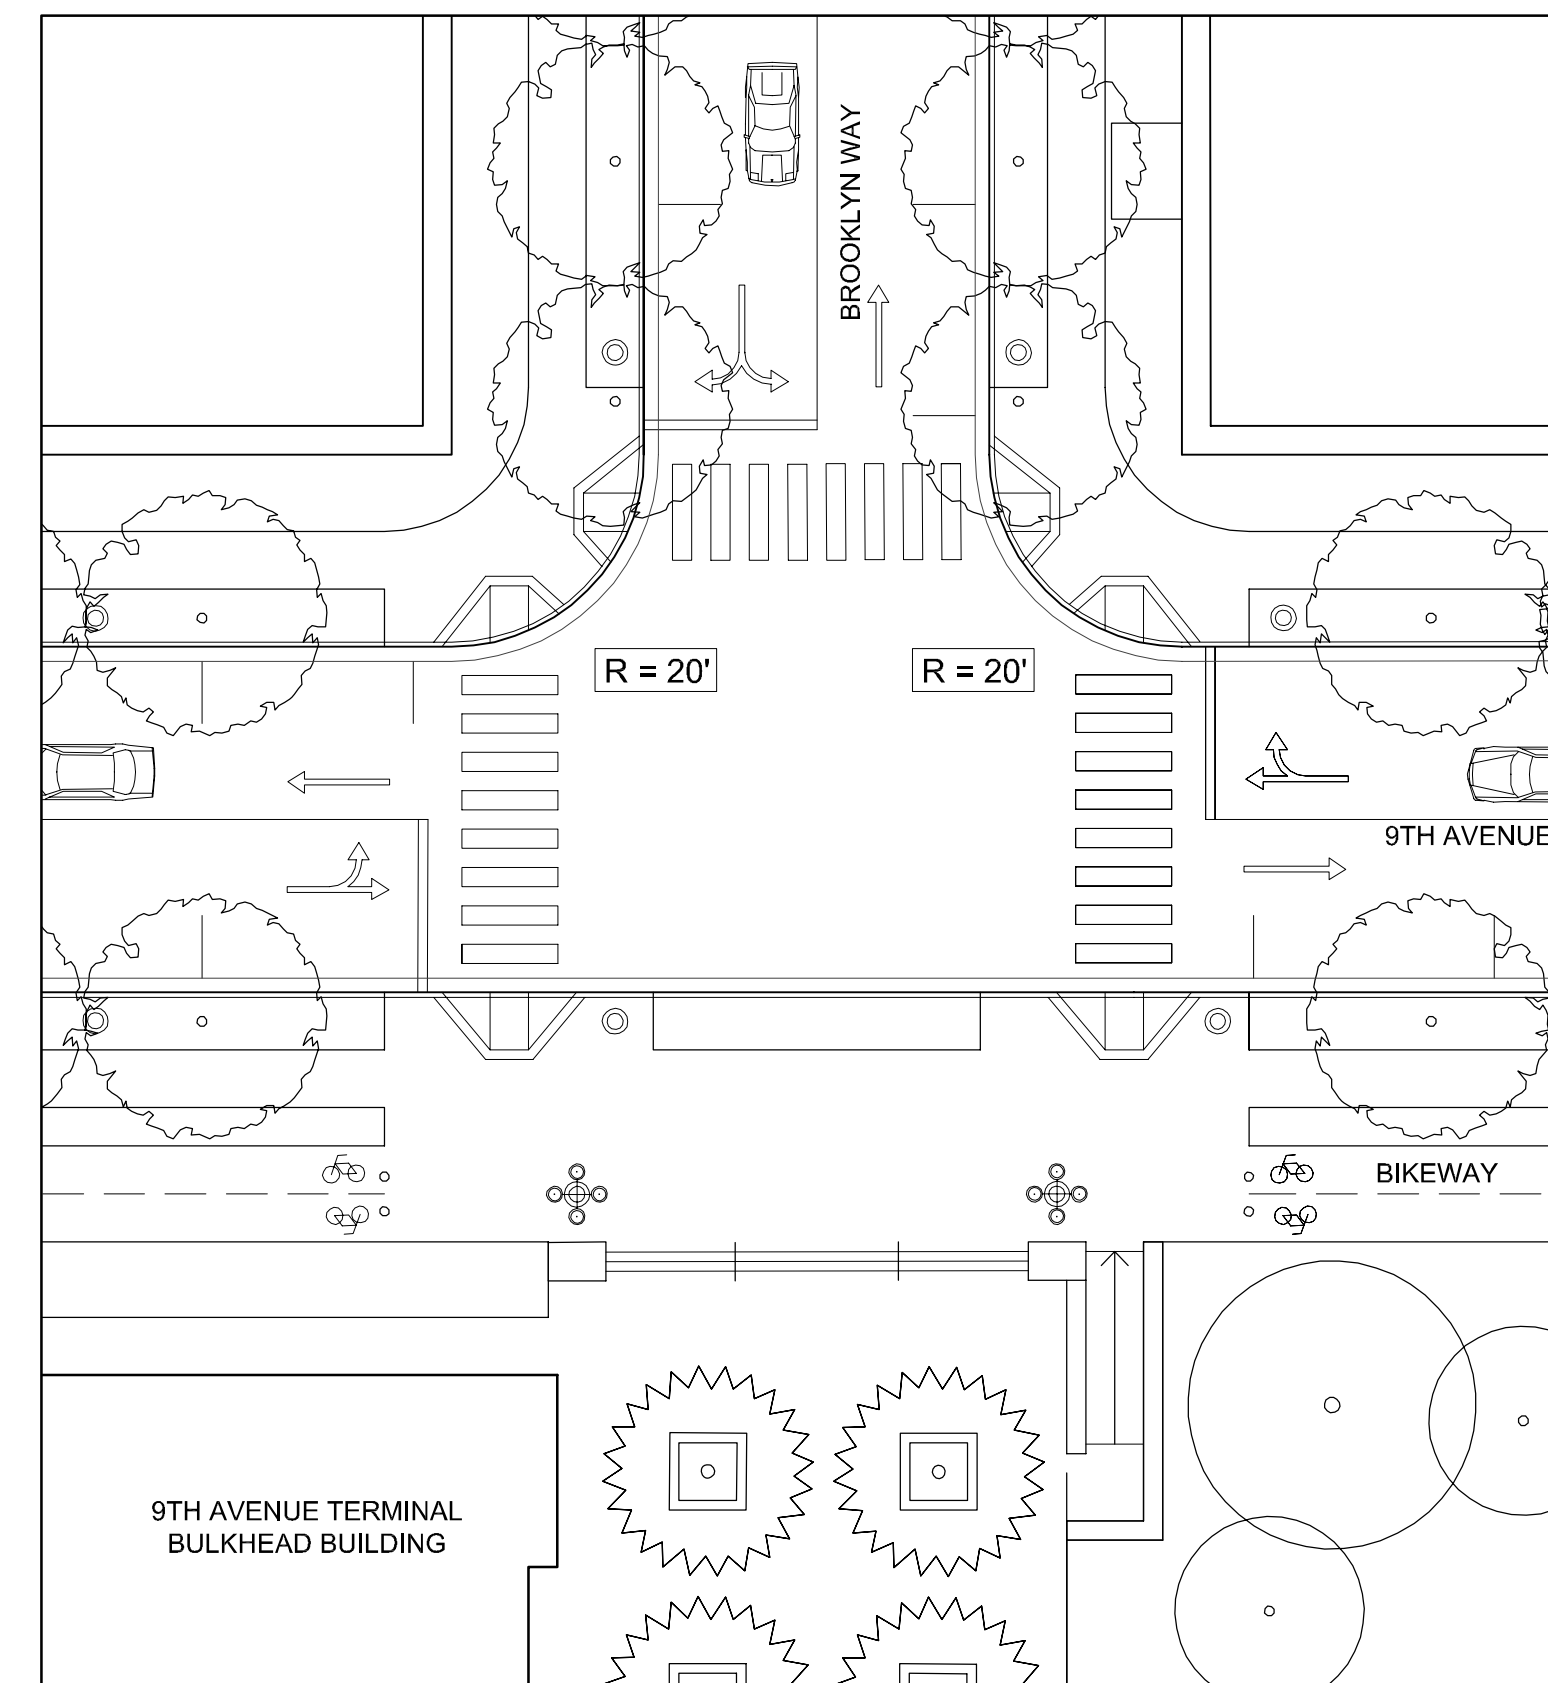 BROOKLYN WAY
R = 20'
R = 20'
9TH AVENUE
BIKEWAY
9TH AVENUE TERMINAL
BULKHEAD BUILDING